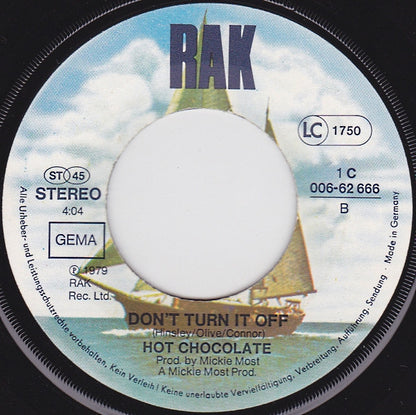 RAK
LC 1750
ST 45
STEREO
4:04
GEMA
℗ 1979
RAK
Rec. Ltd.
1 C
006-62 666
B
DON'T TURN IT OFF
(Hinsley/Olive/Connor)
HOT CHOCOLATE
Prod. by Mickie Most
A Mickie Most Prod.
Alle Urheber- und Leistungsschutzrechte vorbehalten, Kein Verleih! Keine unerlaubte Vervielfältigung, Verbreitung, Aufführung, Sendung · Made in Germany